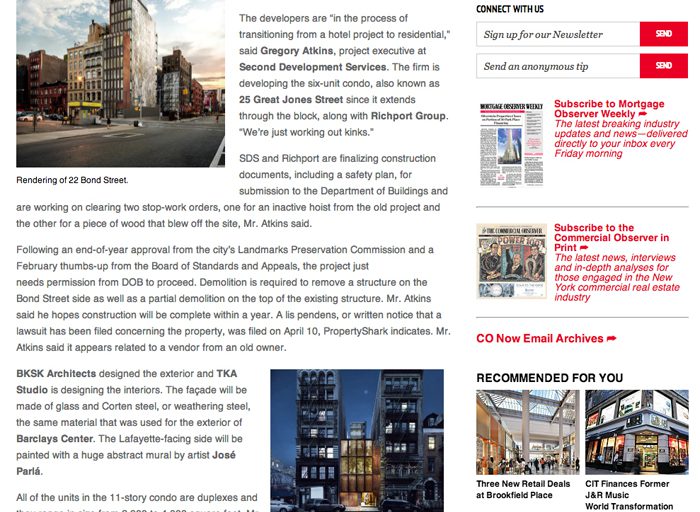 The developers are “in the process of
transitioning from a hotel project to residential,”
said Gregory Atkins, project executive at
Second Development Services. The firm is
developing the six-unit condo, also known as
25 Great Jones Street since it extends
through the block, along with Richport Group.
“We’re just working out kinks.”
SDS and Richport are finalizing construction
documents, including a safety plan, for
submission to the Department of Buildings and
Rendering of 22 Bond Street.
are working on clearing two stop-work orders, one for an inactive hoist from the old project and
the other for a piece of wood that blew off the site, Mr. Atkins said.
Following an end-of-year approval from the city’s Landmarks Preservation Commission and a
February thumbs-up from the Board of Standards and Appeals, the project just
needs permission from DOB to proceed. Demolition is required to remove a structure on the
Bond Street side as well as a partial demolition on the top of the existing structure. Mr. Atkins
said he hopes construction will be complete within a year. A lis pendens, or written notice that a
lawsuit has been filed concerning the property, was filed on April 10, PropertyShark indicates. Mr.
Atkins said it appears related to a vendor from an old owner.
BKSK Architects designed the exterior and TKA
Studio is designing the interiors. The façade will be
made of glass and Corten steel, or weathering steel,
the same material that was used for the exterior of
Barclays Center. The Lafayette-facing side will be
painted with a huge abstract mural by artist José
Parlá.
All of the units in the 11-story condo are duplexes and
CONNECT WITH US
Sign up for our Newsletter
SEND
Send an anonymous tip
SEND
MORTGAGE OBSERVER WEEKLY
Subscribe to Mortgage
Observer Weekly
The latest breaking industry
updates and news—delivered
directly to your inbox every
Friday morning
POWER 100
Subscribe to the
Commercial Observer in
Print
The latest news, interviews
and in-depth analyses for
those engaged in the New
York commercial real estate
industry
CO Now Email Archives
RECOMMENDED FOR YOU
Three New Retail Deals
at Brookfield Place
CIT Finances Former
J&R Music
World Transformation